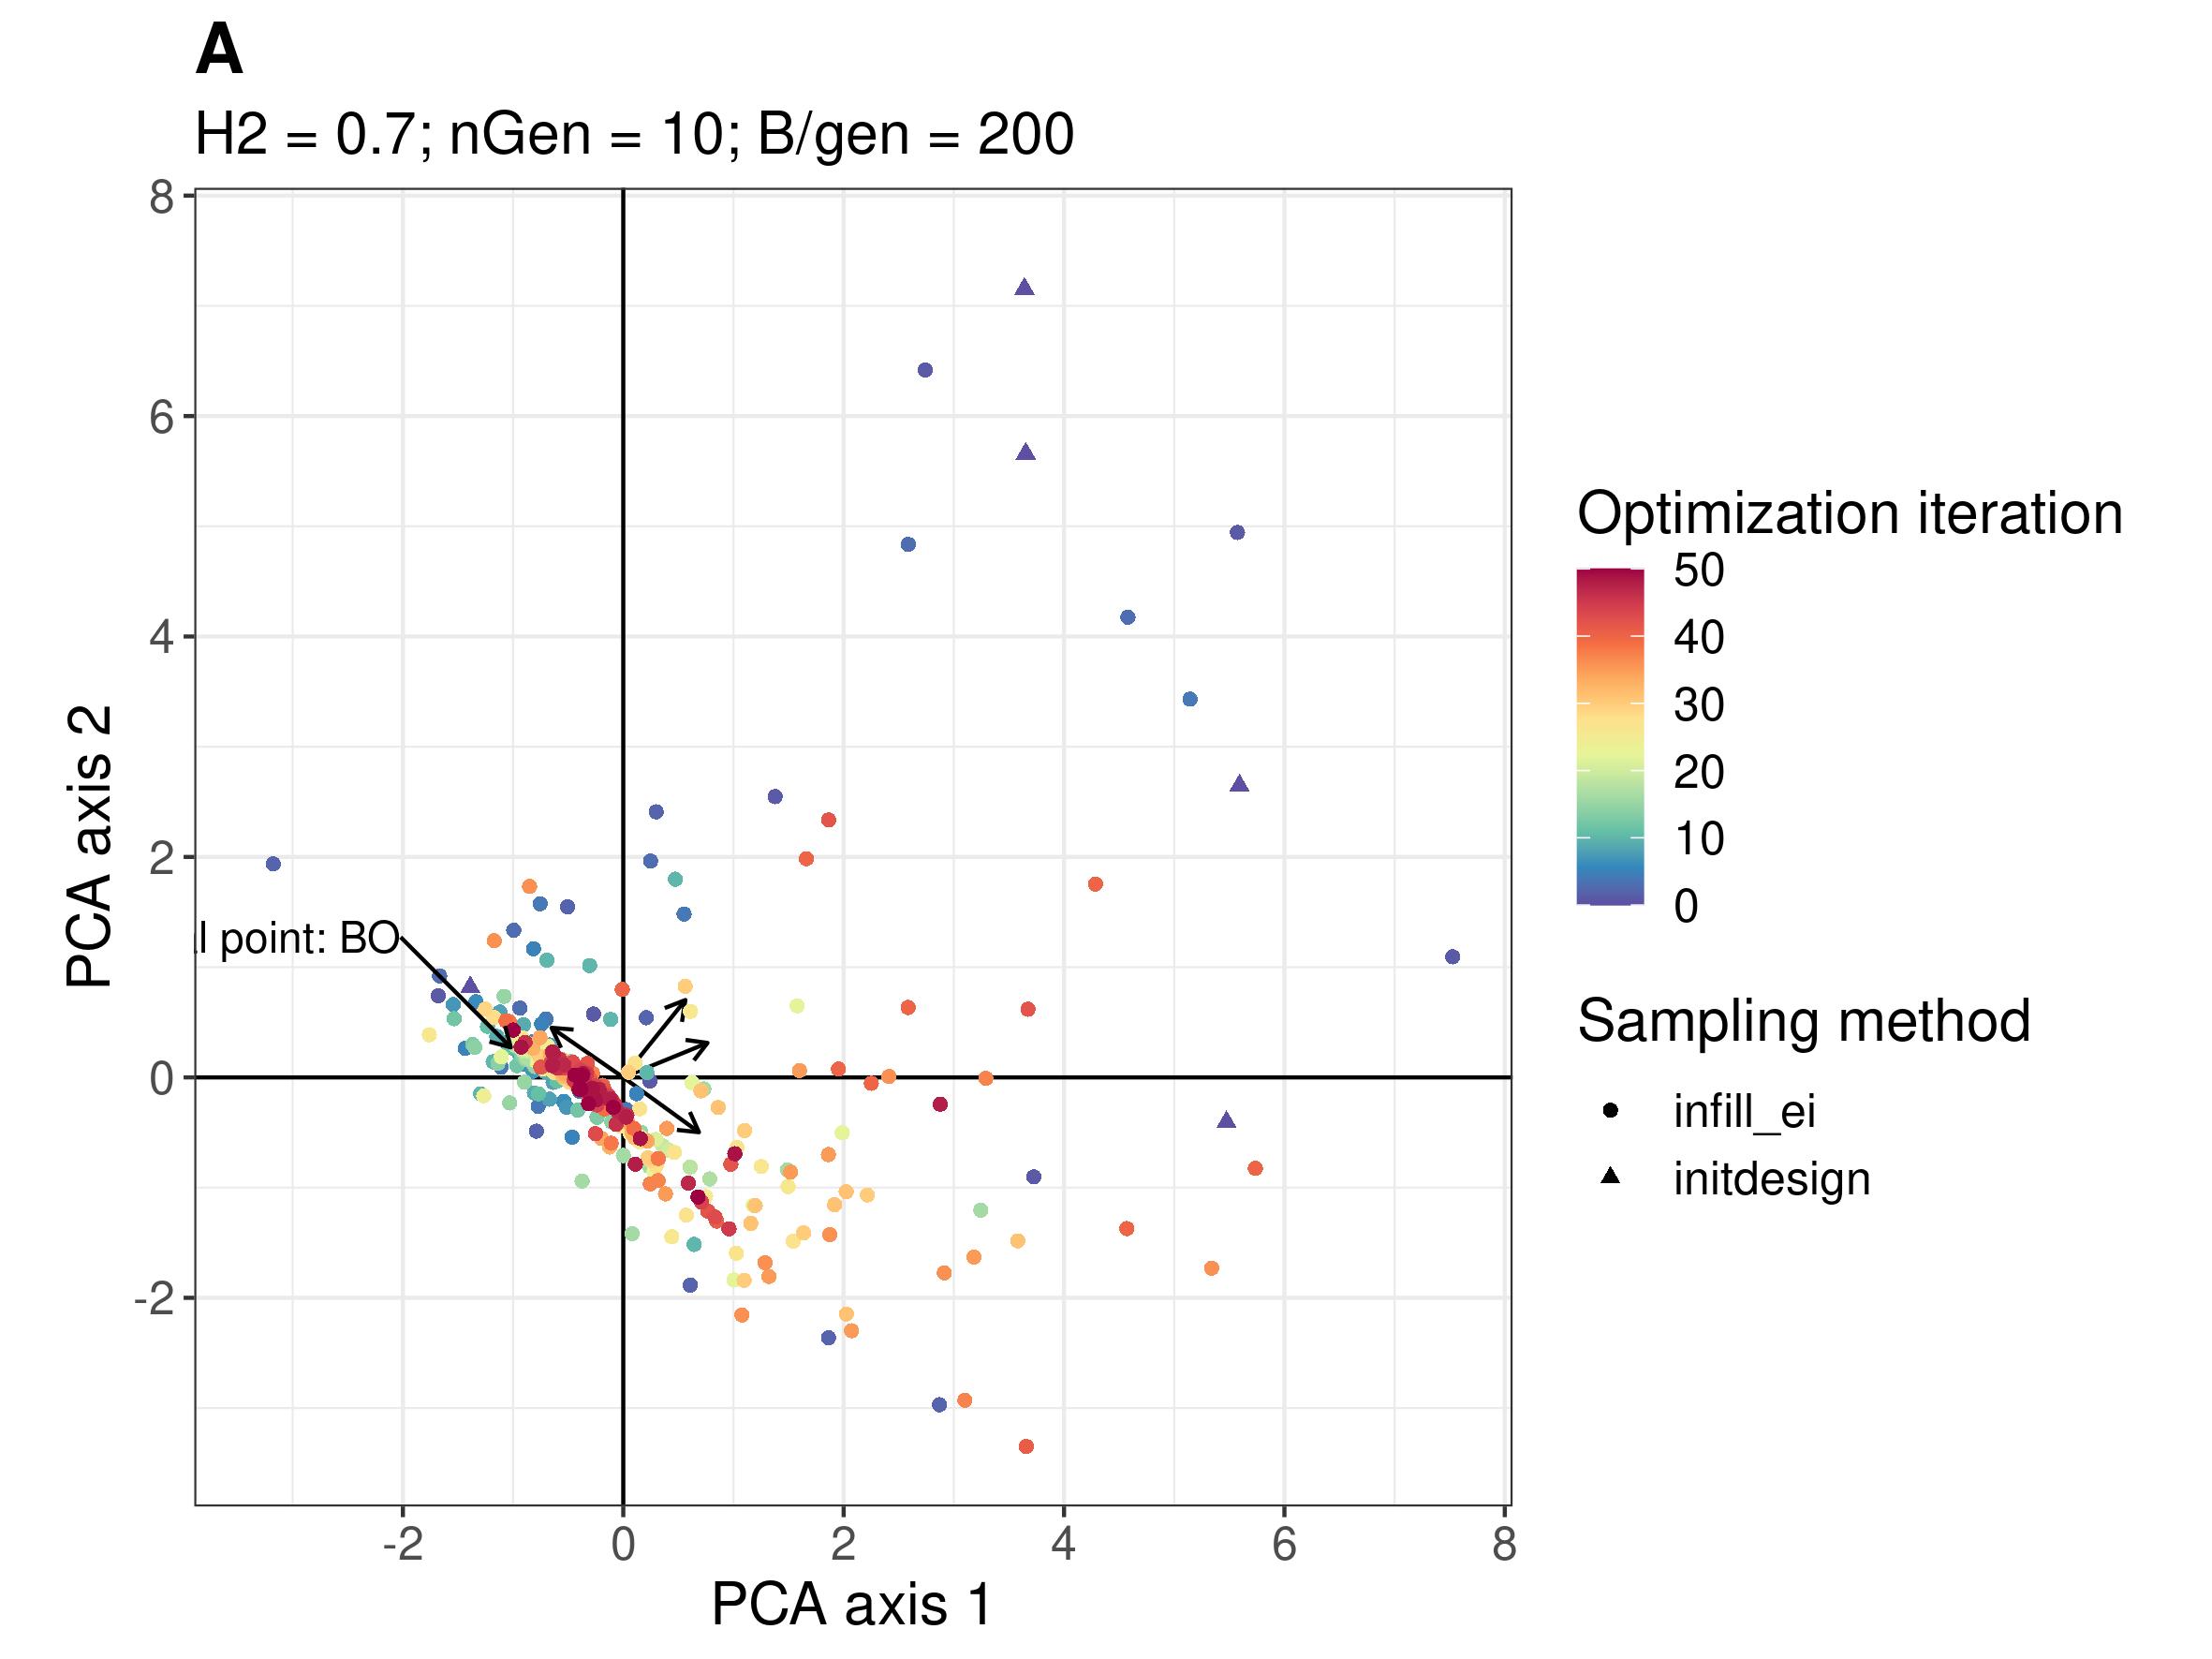 A
H2 = 0.7; nGen = 10; B/gen = 200
8
6
4
2
0
-2
PCA axis 2
l point: BO
-2
0
2
4
6
8
PCA axis 1
Optimization iteration
50
40
30
20
10
0
Sampling method
infill_ei
initdesign